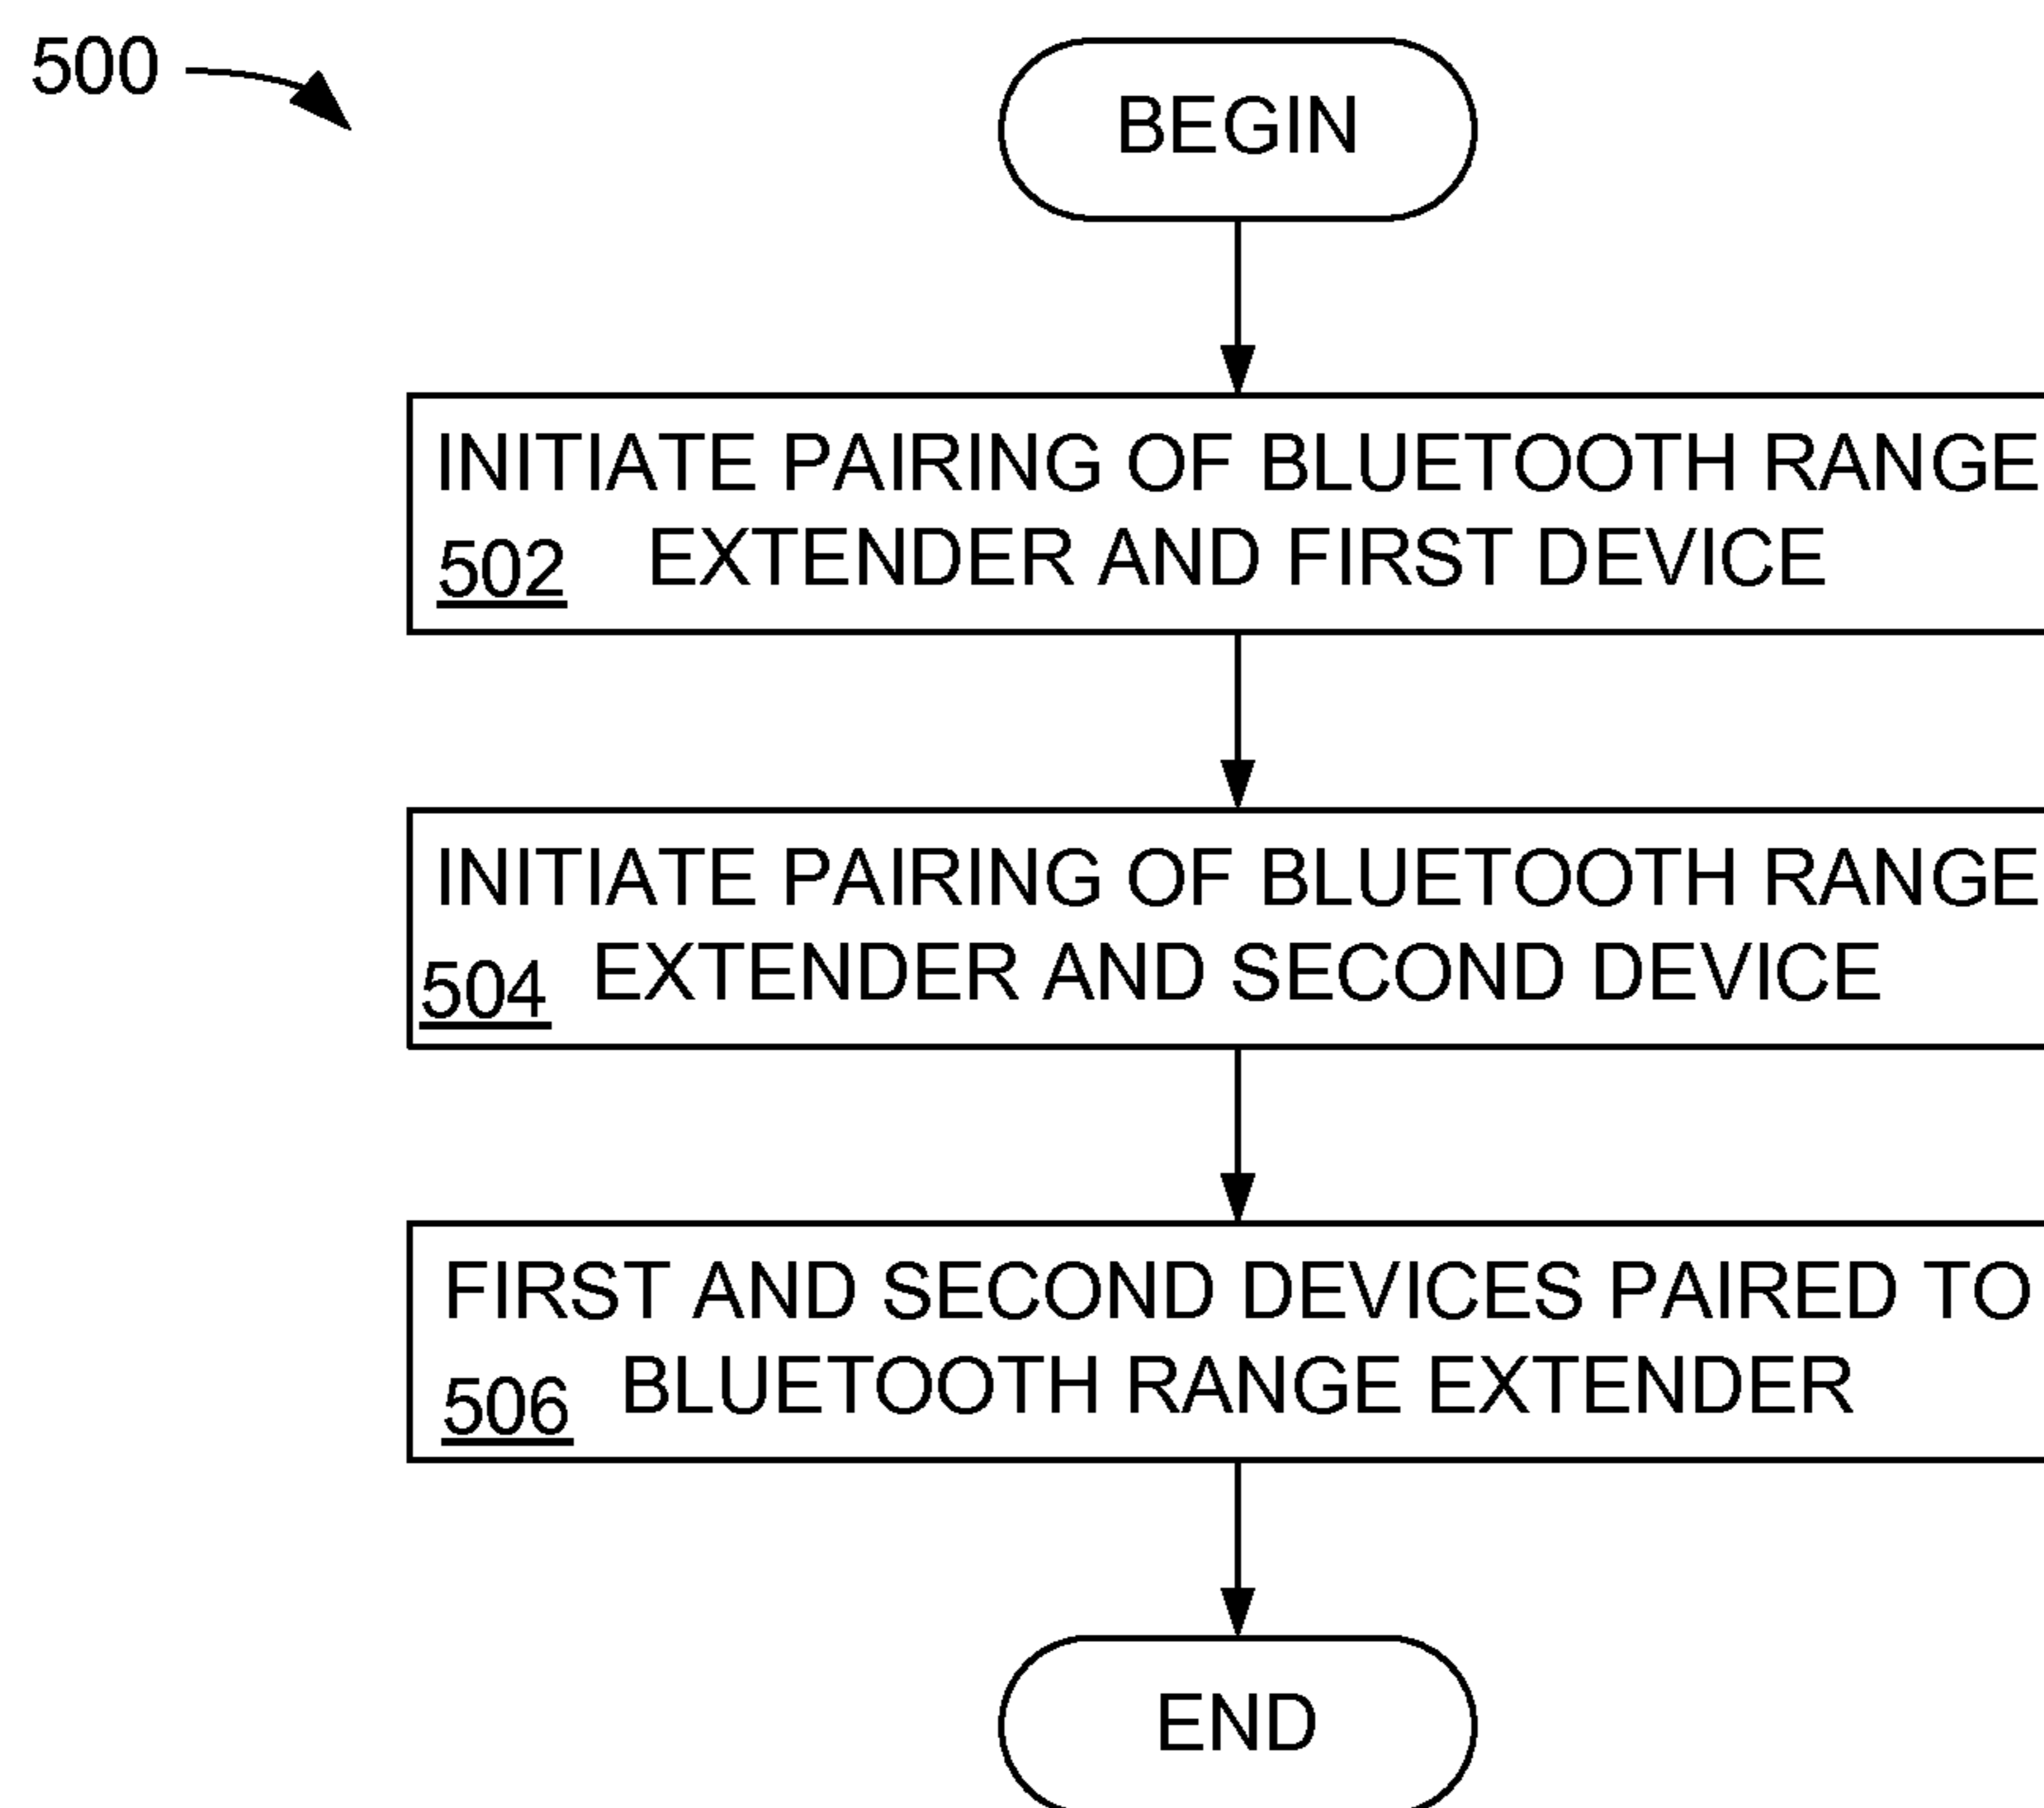 500
BEGIN
INITIATE PAIRING OF BLUETOOTH RANGE
502 EXTENDER AND FIRST DEVICE
INITIATE PAIRING OF BLUETOOTH RANGE
504 EXTENDER AND SECOND DEVICE
FIRST AND SECOND DEVICES PAIRED TO
506 BLUETOOTH RANGE EXTENDER
END